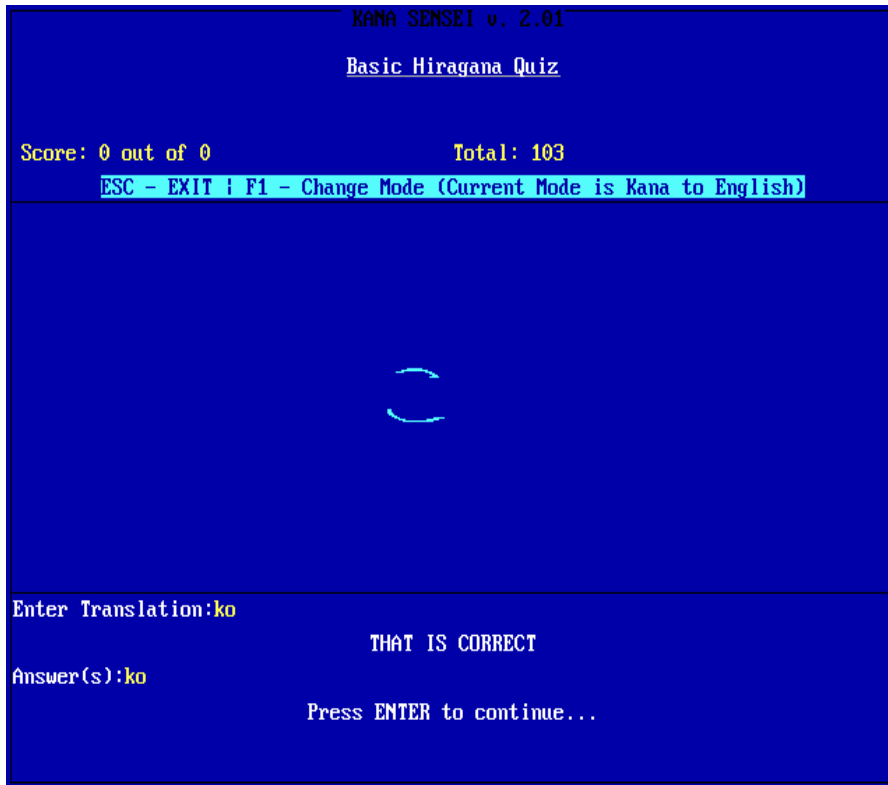 KANA SENSEI v. 2.01
Basic Hiragana Quiz
Score: 0 out of 0 Total: 103
ESC - EXIT ¦ F1 - Change Mode (Current Mode is Kana to English)
こ
Enter Translation:ko
THAT IS CORRECT
Answer(s):ko
Press ENTER to continue...